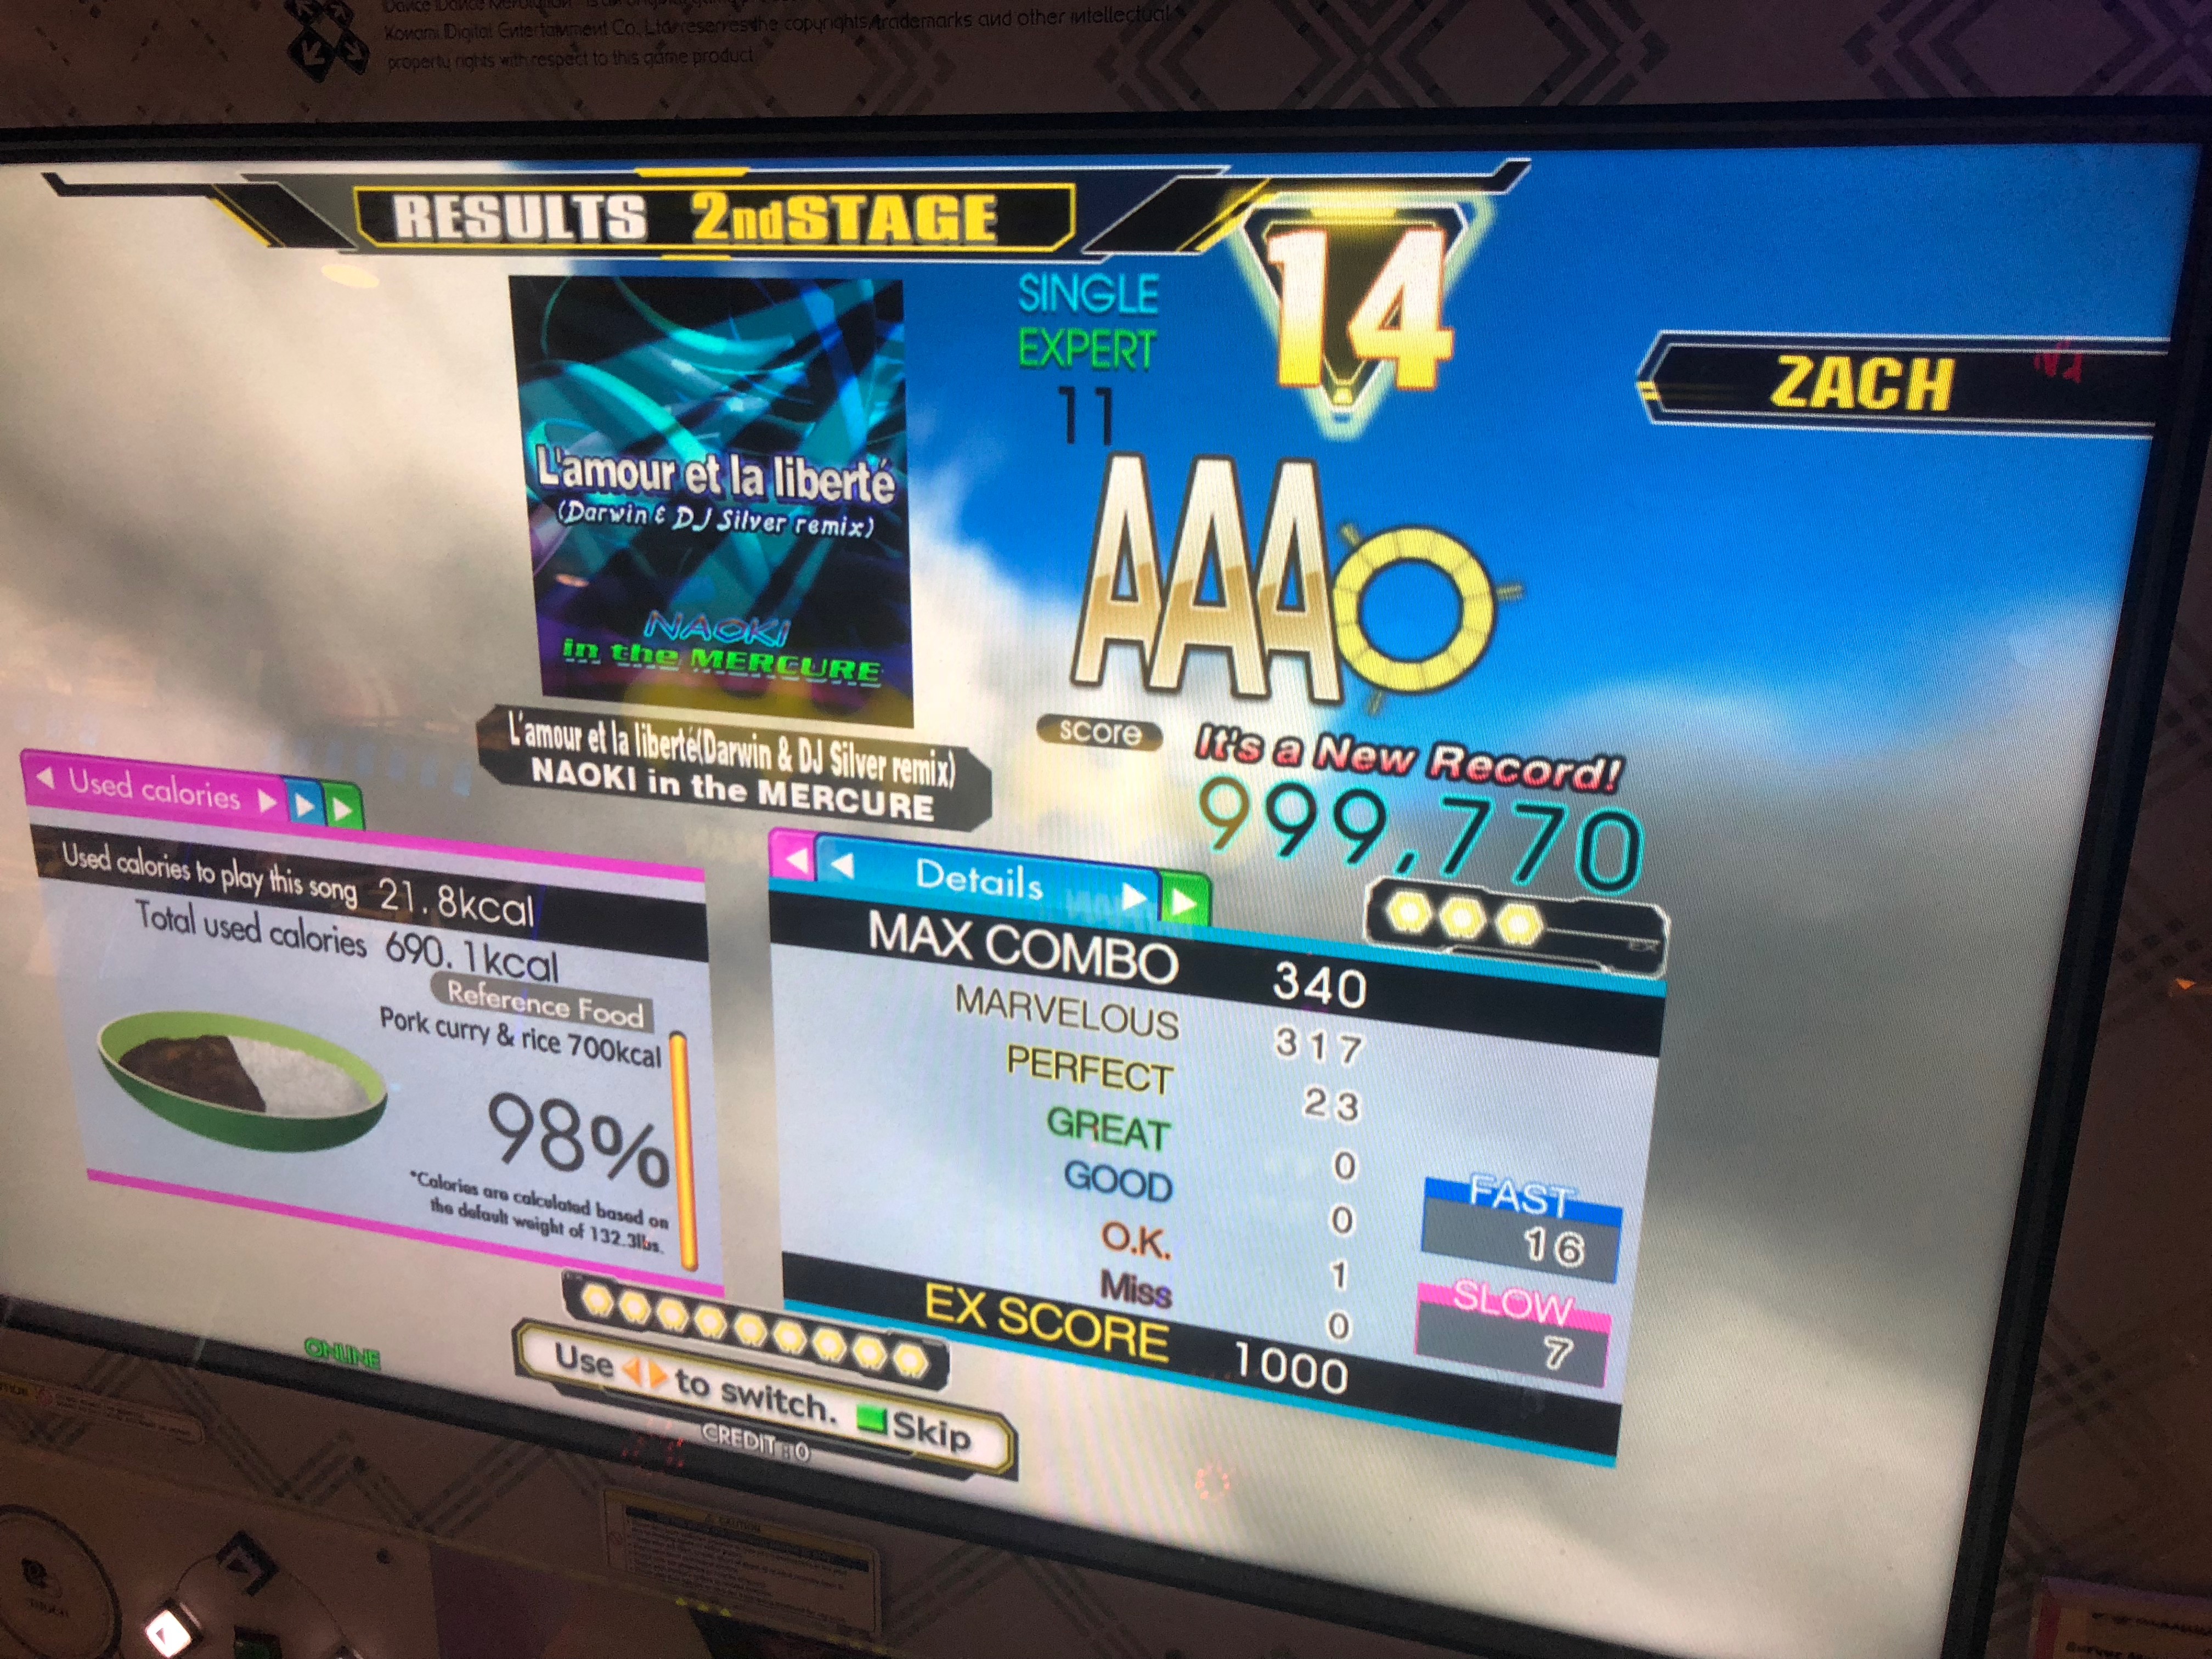 Konami Digital Entertainment Co., Ltd. reserves the copyrights, trademarks and other intellectual
property rights with respect to this game product
RESULTS 2ndSTAGE
14
SINGLE
EXPERT
11
ZACH
L'amour et la liberté
(Darwin & DJ Silver remix)
NAOKI
in the MERCURE
AAA
L'amour et la liberté(Darwin & DJ Silver remix)
NAOKI in the MERCURE
score
It's a New Record!
999,770
Used calories
Used calories to play this song 21.8kcal
Total used calories 690.1kcal
Reference Food
Pork curry & rice 700kcal
98%
*Calories are calculated based on
the default weight of 132.3lbs.
Details
EX
MAX COMBO 340
MARVELOUS 317
PERFECT 23
GREAT 0
GOOD 0
O.K. 1
Miss 0
EX SCORE 1000
FAST
16
SLOW
7
ONLINE
Use to switch. Skip
CREDIT : 0
CAUTION